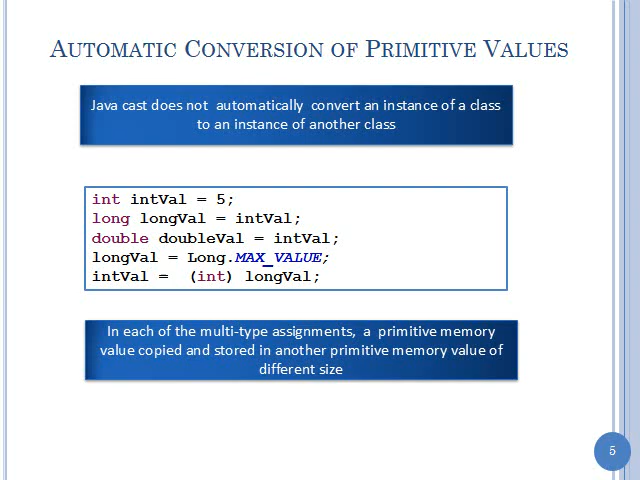 AUTOMATIC CONVERSION OF PRIMITIVE VALUES
Java cast does not  automatically  convert an instance of a class
to an instance of another class
int intVal = 5;
long longVal = intVal;
double doubleVal = intVal;
longVal = Long.MAX_VALUE;
intVal =  (int) longVal;
In each of the multi-type assignments,  a  primitive memory
value copied and stored in another primitive memory value of
different size
5